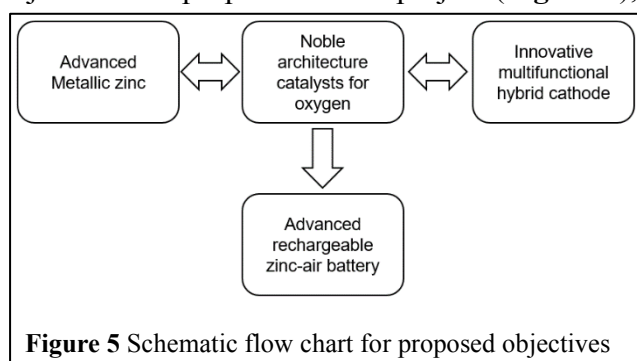 Advanced
Metallic zinc
Noble
architecture
catalysts for
oxygen
Innovative
multifunctional
hybrid cathode
Advanced
rechargeable
zinc-air battery
Figure 5 Schematic flow chart for proposed objectives